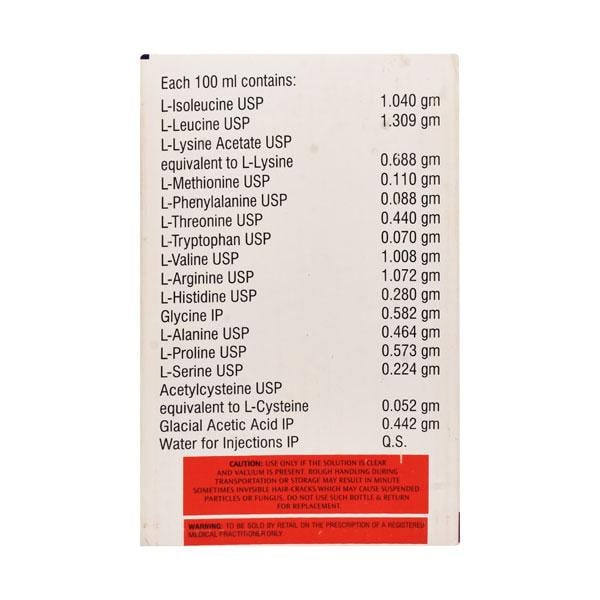 Each 100 ml contains:
L-Isoleucine USP 1.040 gm
L-Leucine USP 1.309 gm
L-Lysine Acetate USP
equivalent to L-Lysine 0.688 gm
L-Methionine USP 0.110 gm
L-Phenylalanine USP 0.088 gm
L-Threonine USP 0.440 gm
L-Tryptophan USP 0.070 gm
L-Valine USP 1.008 gm
L-Arginine USP 1.072 gm
L-Histidine USP 0.280 gm
Glycine IP 0.582 gm
L-Alanine USP 0.464 gm
L-Proline USP 0.573 gm
L-Serine USP 0.224 gm
Acetylcysteine USP
equivalent to L-Cysteine 0.052 gm
Glacial Acetic Acid IP 0.442 gm
Water for Injections IP Q.S.
CAUTION: USE ONLY IF THE SOLUTION IS CLEAR
AND VACUUM IS PRESENT. ROUGH HANDLING DURING
TRANSPORTATION OR STORAGE MAY RESULT IN MINUTE
SOMETIMES INVISIBLE HAIR-CRACKS WHICH MAY CAUSE SUSPENDED
PARTICLES OR FUNGUS. DO NOT USE SUCH BOTTLE & RETURN
FOR REPLACEMENT.
WARNING: TO BE SOLD BY RETAIL ON THE PRESCRIPTION OF A REGISTERED
MEDICAL PRACTITIONER ONLY